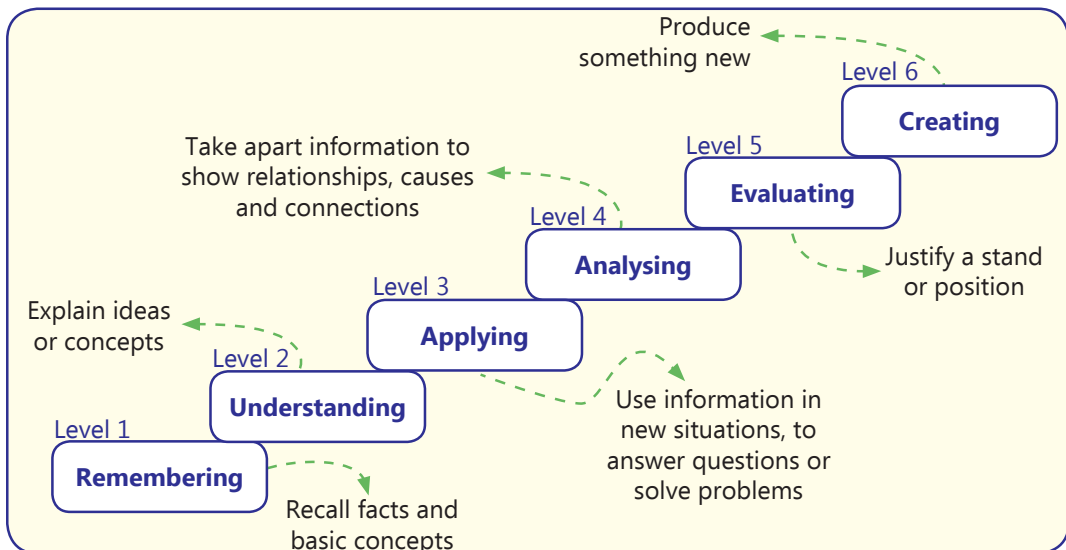 Produce
something new
Level 6
Creating
Level 5
Evaluating
Justify a stand
or position
Take apart information to
show relationships, causes
and connections
Level 4
Analysing
Level 3
Applying
Use information in
new situations, to
answer questions or
solve problems
Explain ideas
or concepts
Level 2
Understanding
Level 1
Remembering
Recall facts and
basic concepts